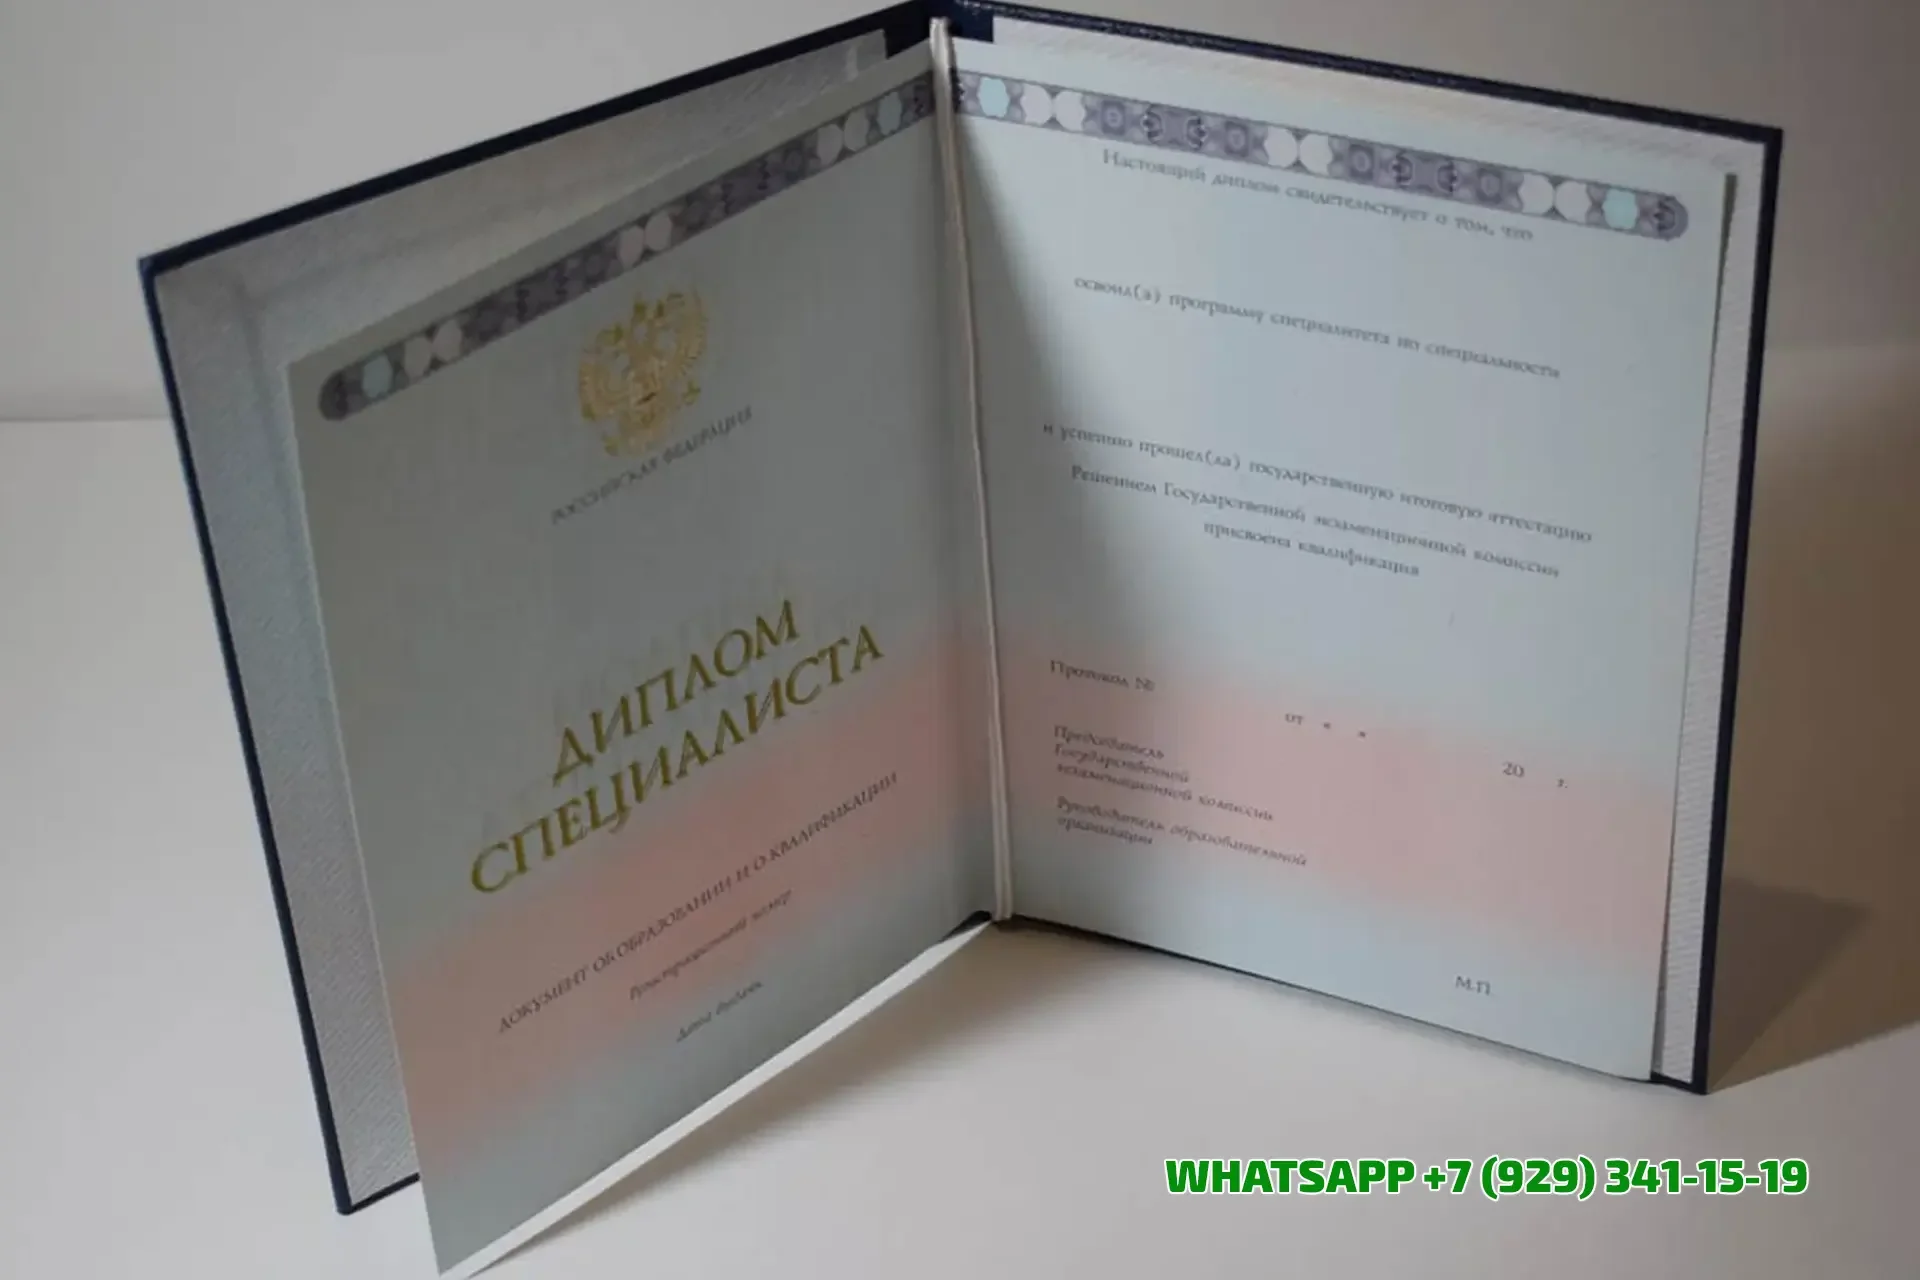 РОССИЙСКАЯ ФЕДЕРАЦИЯ
ДИПЛОМ
СПЕЦИАЛИСТА
ДОКУМЕНТ ОБ ОБРАЗОВАНИИ И О КВАЛИФИКАЦИИ
Регистрационный номер
Дата выдачи
Настоящий диплом свидетельствует о том, что
освоил(а) программу специалитета по специальности
и успешно прошел(ла) государственную итоговую аттестацию
Решением Государственной экзаменационной комиссии
присвоена квалификация
Протокол №
от « » 20 г.
Председатель
Государственной
экзаменационной комиссии
Руководитель образовательной
организации
М.П.
WHATSAPP +7 (929) 341-15-19